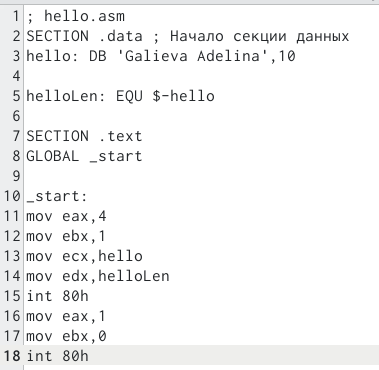 1 ; hello.asm
2 SECTION .data ; Начало секции данных
3 hello: DB 'Galieva Adelina',10
4
5 helloLen: EQU $-hello
6
7 SECTION .text
8 GLOBAL _start
9
10 _start:
11 mov eax,4
12 mov ebx,1
13 mov ecx,hello
14 mov edx,helloLen
15 int 80h
16 mov eax,1
17 mov ebx,0
18 int 80h